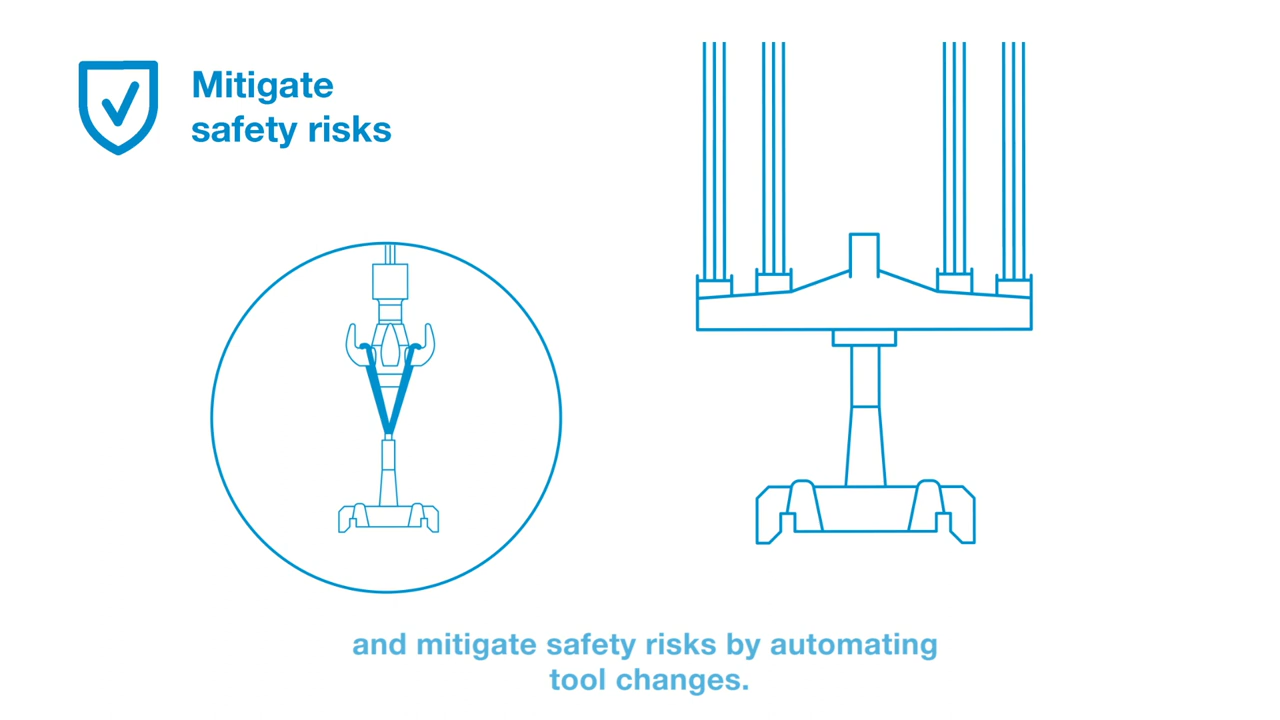 Mitigate
safety risks
and mitigate safety risks by automating
tool changes.